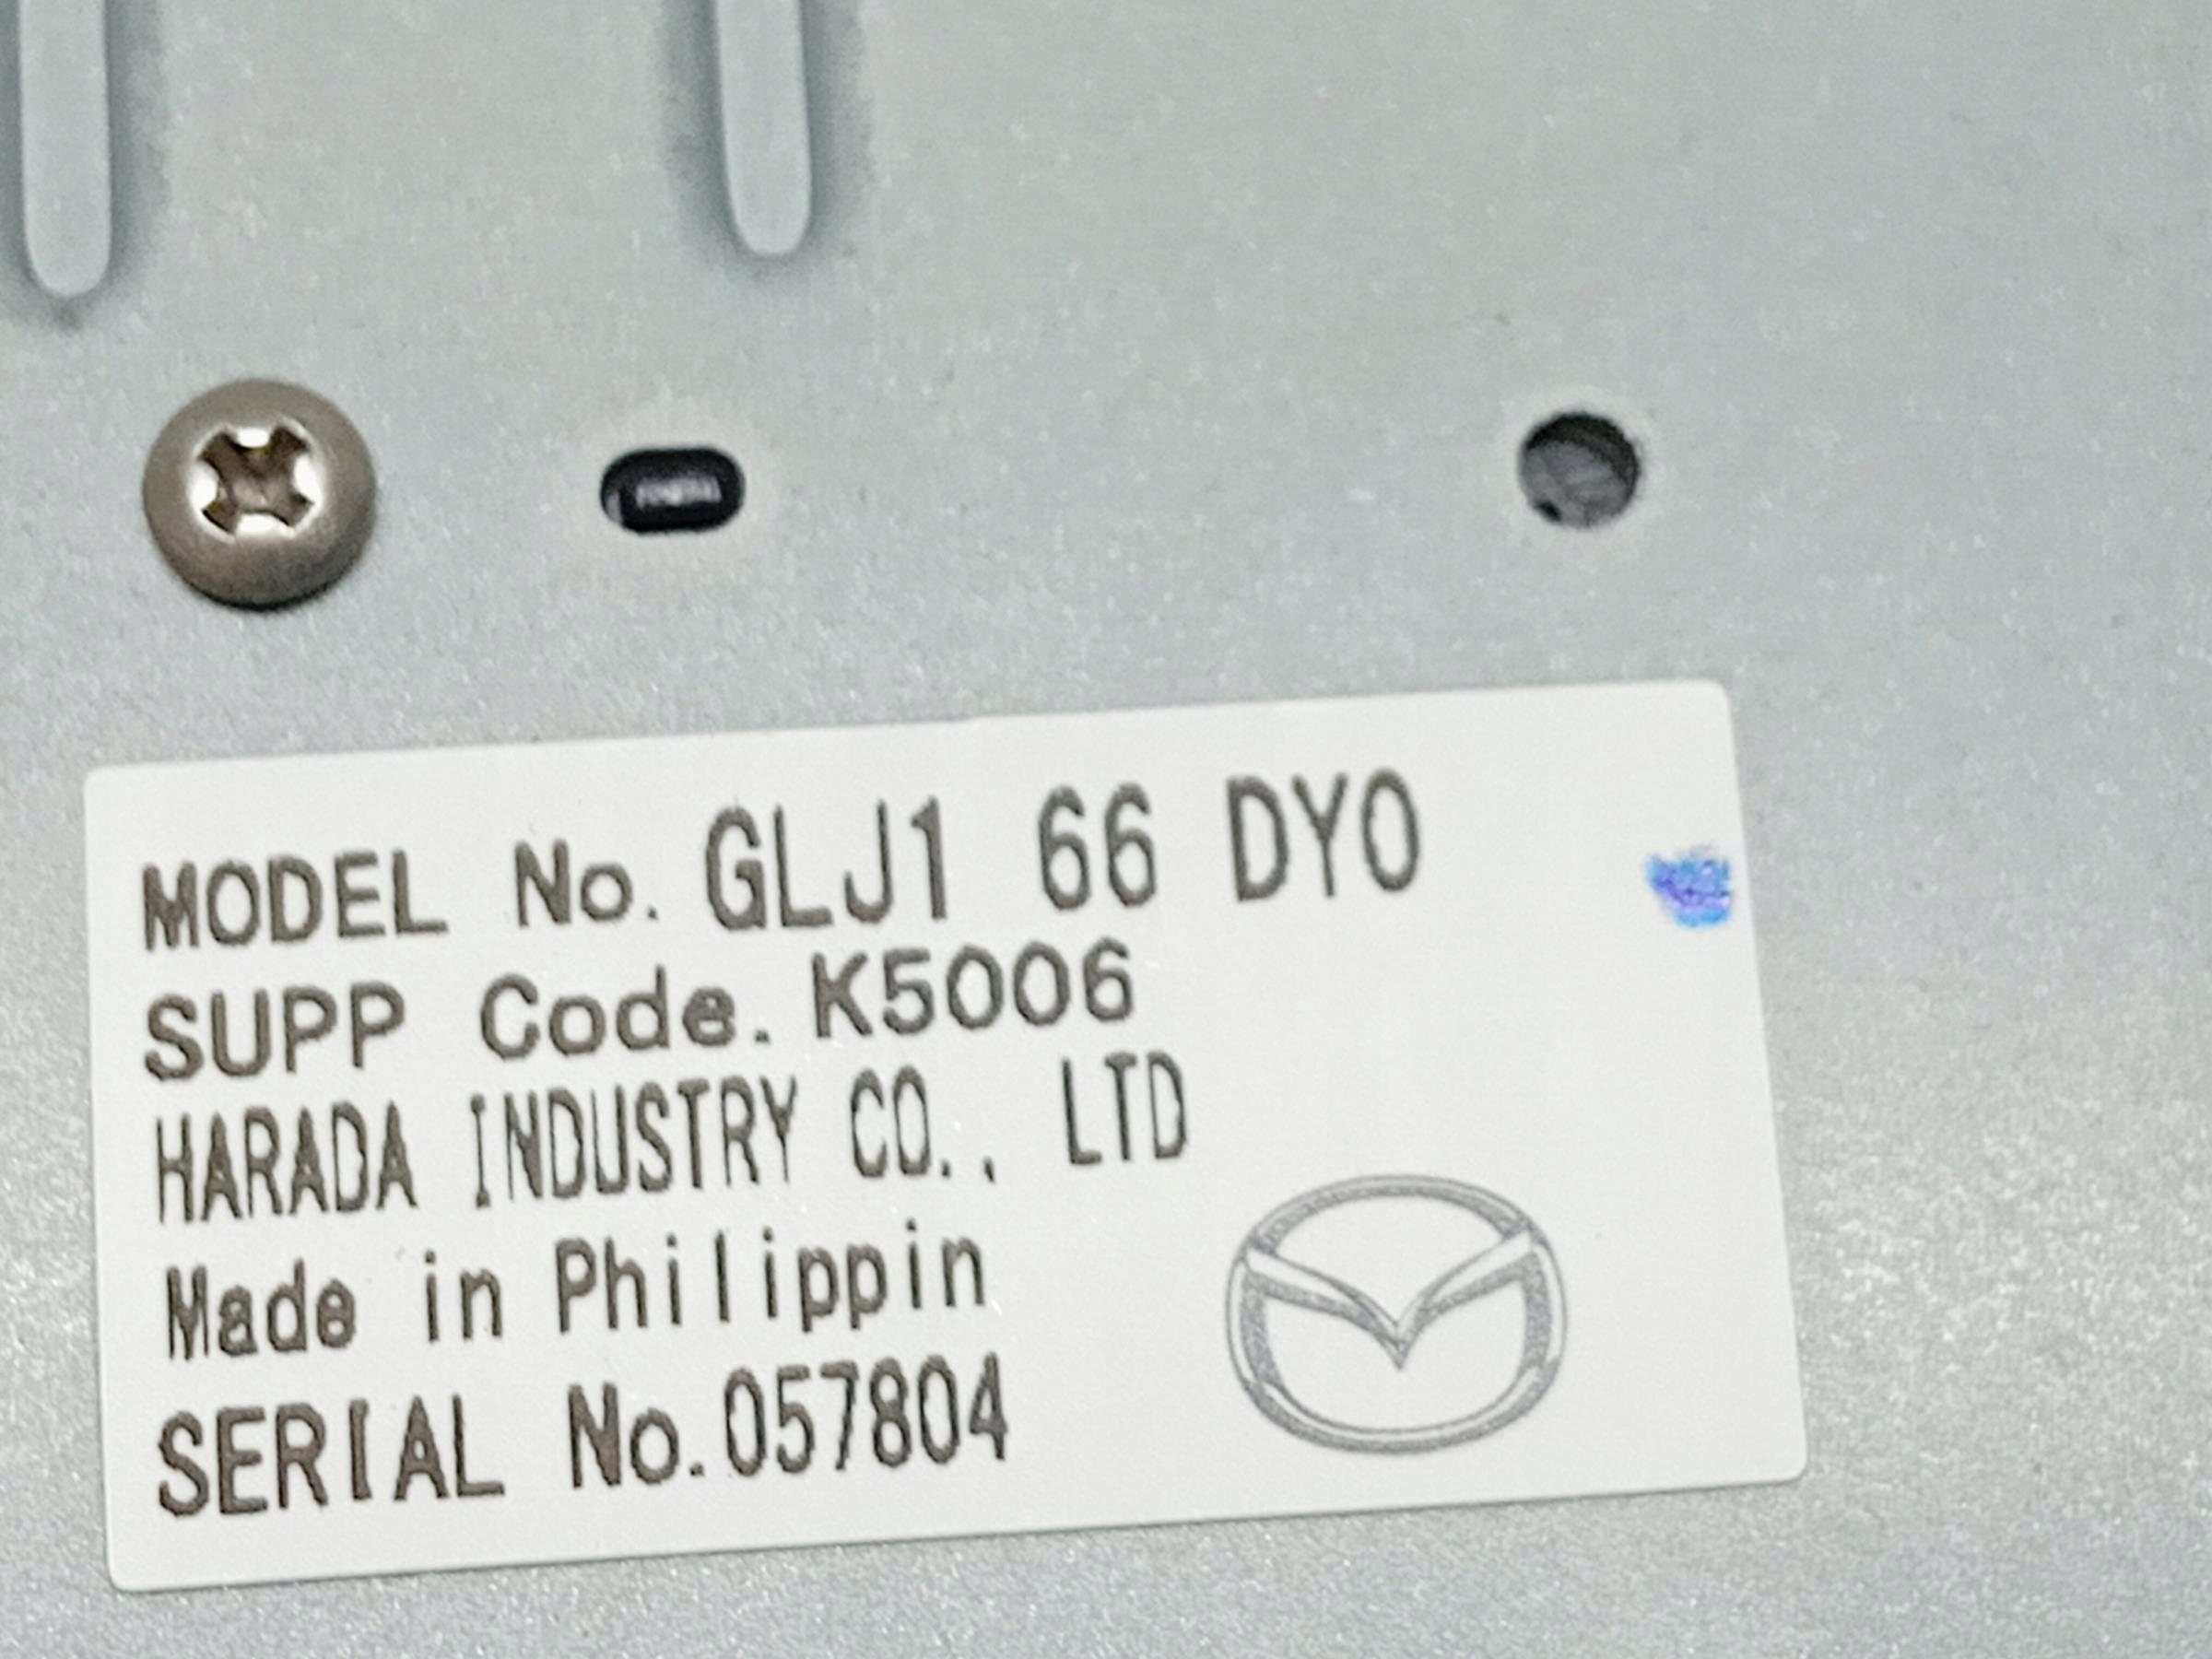 MODEL No. GLJ1 66 DY0
SUPP Code. K5006
HARADA INDUSTRY CO., LTD
Made in Philippin
SERIAL No. 057804